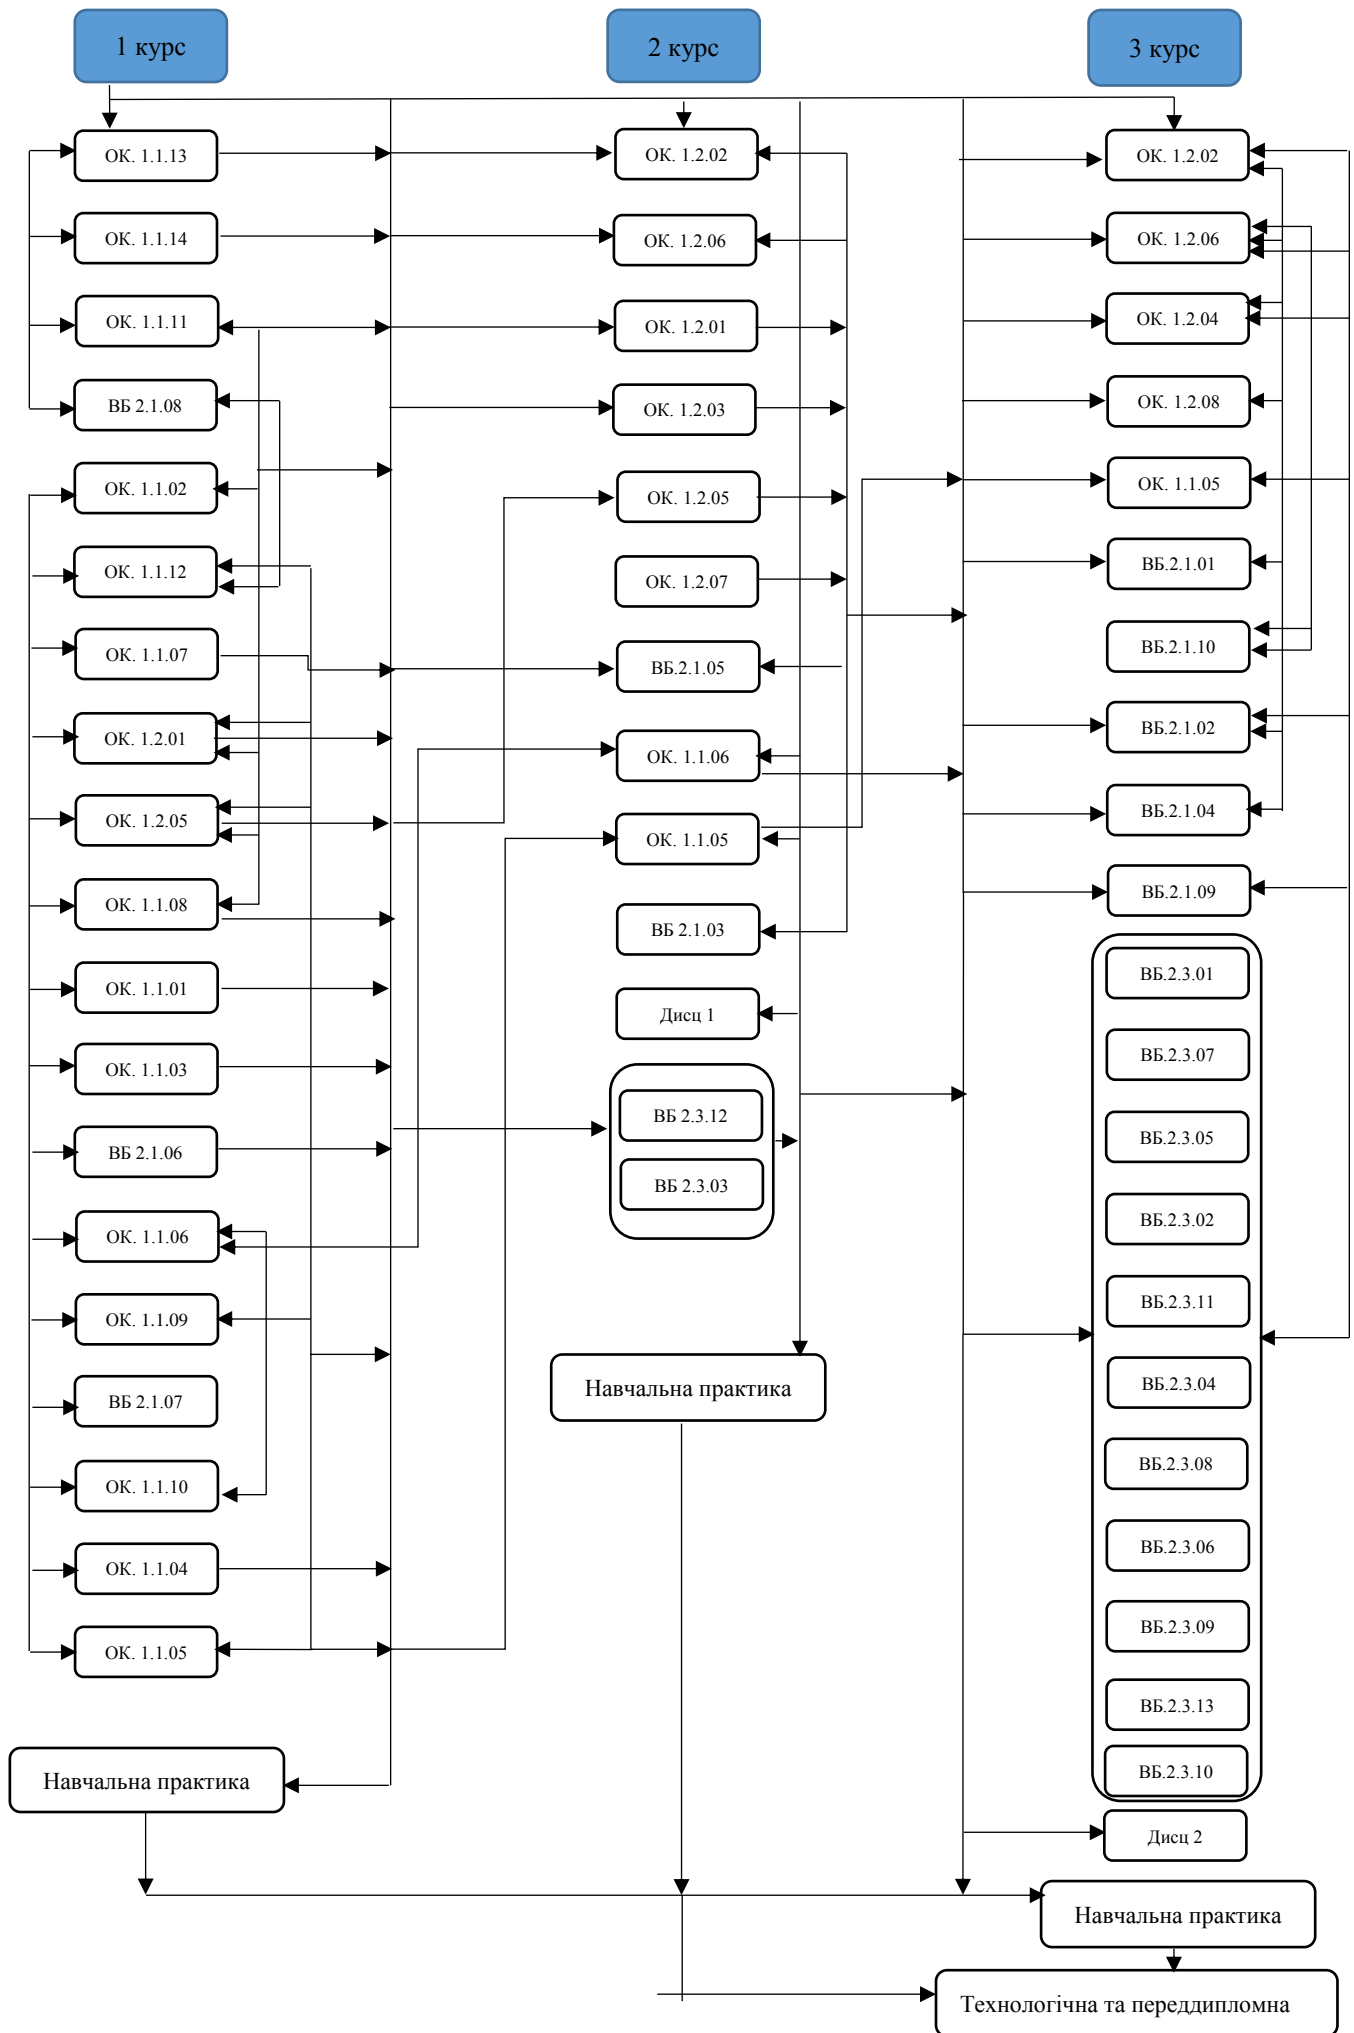 1 курс
2 курс
3 курс
ОК. 1.1.13
ОК. 1.1.14
ОК. 1.1.11
ВБ 2.1.08
ОК. 1.1.02
ОК. 1.1.12
ОК. 1.1.07
ОК. 1.2.01
ОК. 1.2.05
ОК. 1.1.08
ОК. 1.1.01
ОК. 1.1.03
ВБ 2.1.06
ОК. 1.1.06
ОК. 1.1.09
ВБ 2.1.07
ОК. 1.1.10
ОК. 1.1.04
ОК. 1.1.05
Навчальна практика
ОК. 1.2.02
ОК. 1.2.06
ОК. 1.2.01
ОК. 1.2.03
ОК. 1.2.05
ОК. 1.2.07
ВБ.2.1.05
ОК. 1.1.06
ОК. 1.1.05
ВБ 2.1.03
Дисц 1
ВБ 2.3.12
ВБ 2.3.03
Навчальна практика
ОК. 1.2.02
ОК. 1.2.06
ОК. 1.2.04
ОК. 1.2.08
ОК. 1.1.05
ВБ.2.1.01
ВБ.2.1.10
ВБ.2.1.02
ВБ.2.1.04
ВБ.2.1.09
ВБ.2.3.01
ВБ.2.3.07
ВБ.2.3.05
ВБ.2.3.02
ВБ.2.3.11
ВБ.2.3.04
ВБ.2.3.08
ВБ.2.3.06
ВБ.2.3.09
ВБ.2.3.13
ВБ.2.3.10
Дисц 2
Навчальна практика
Технологічна та переддипломна